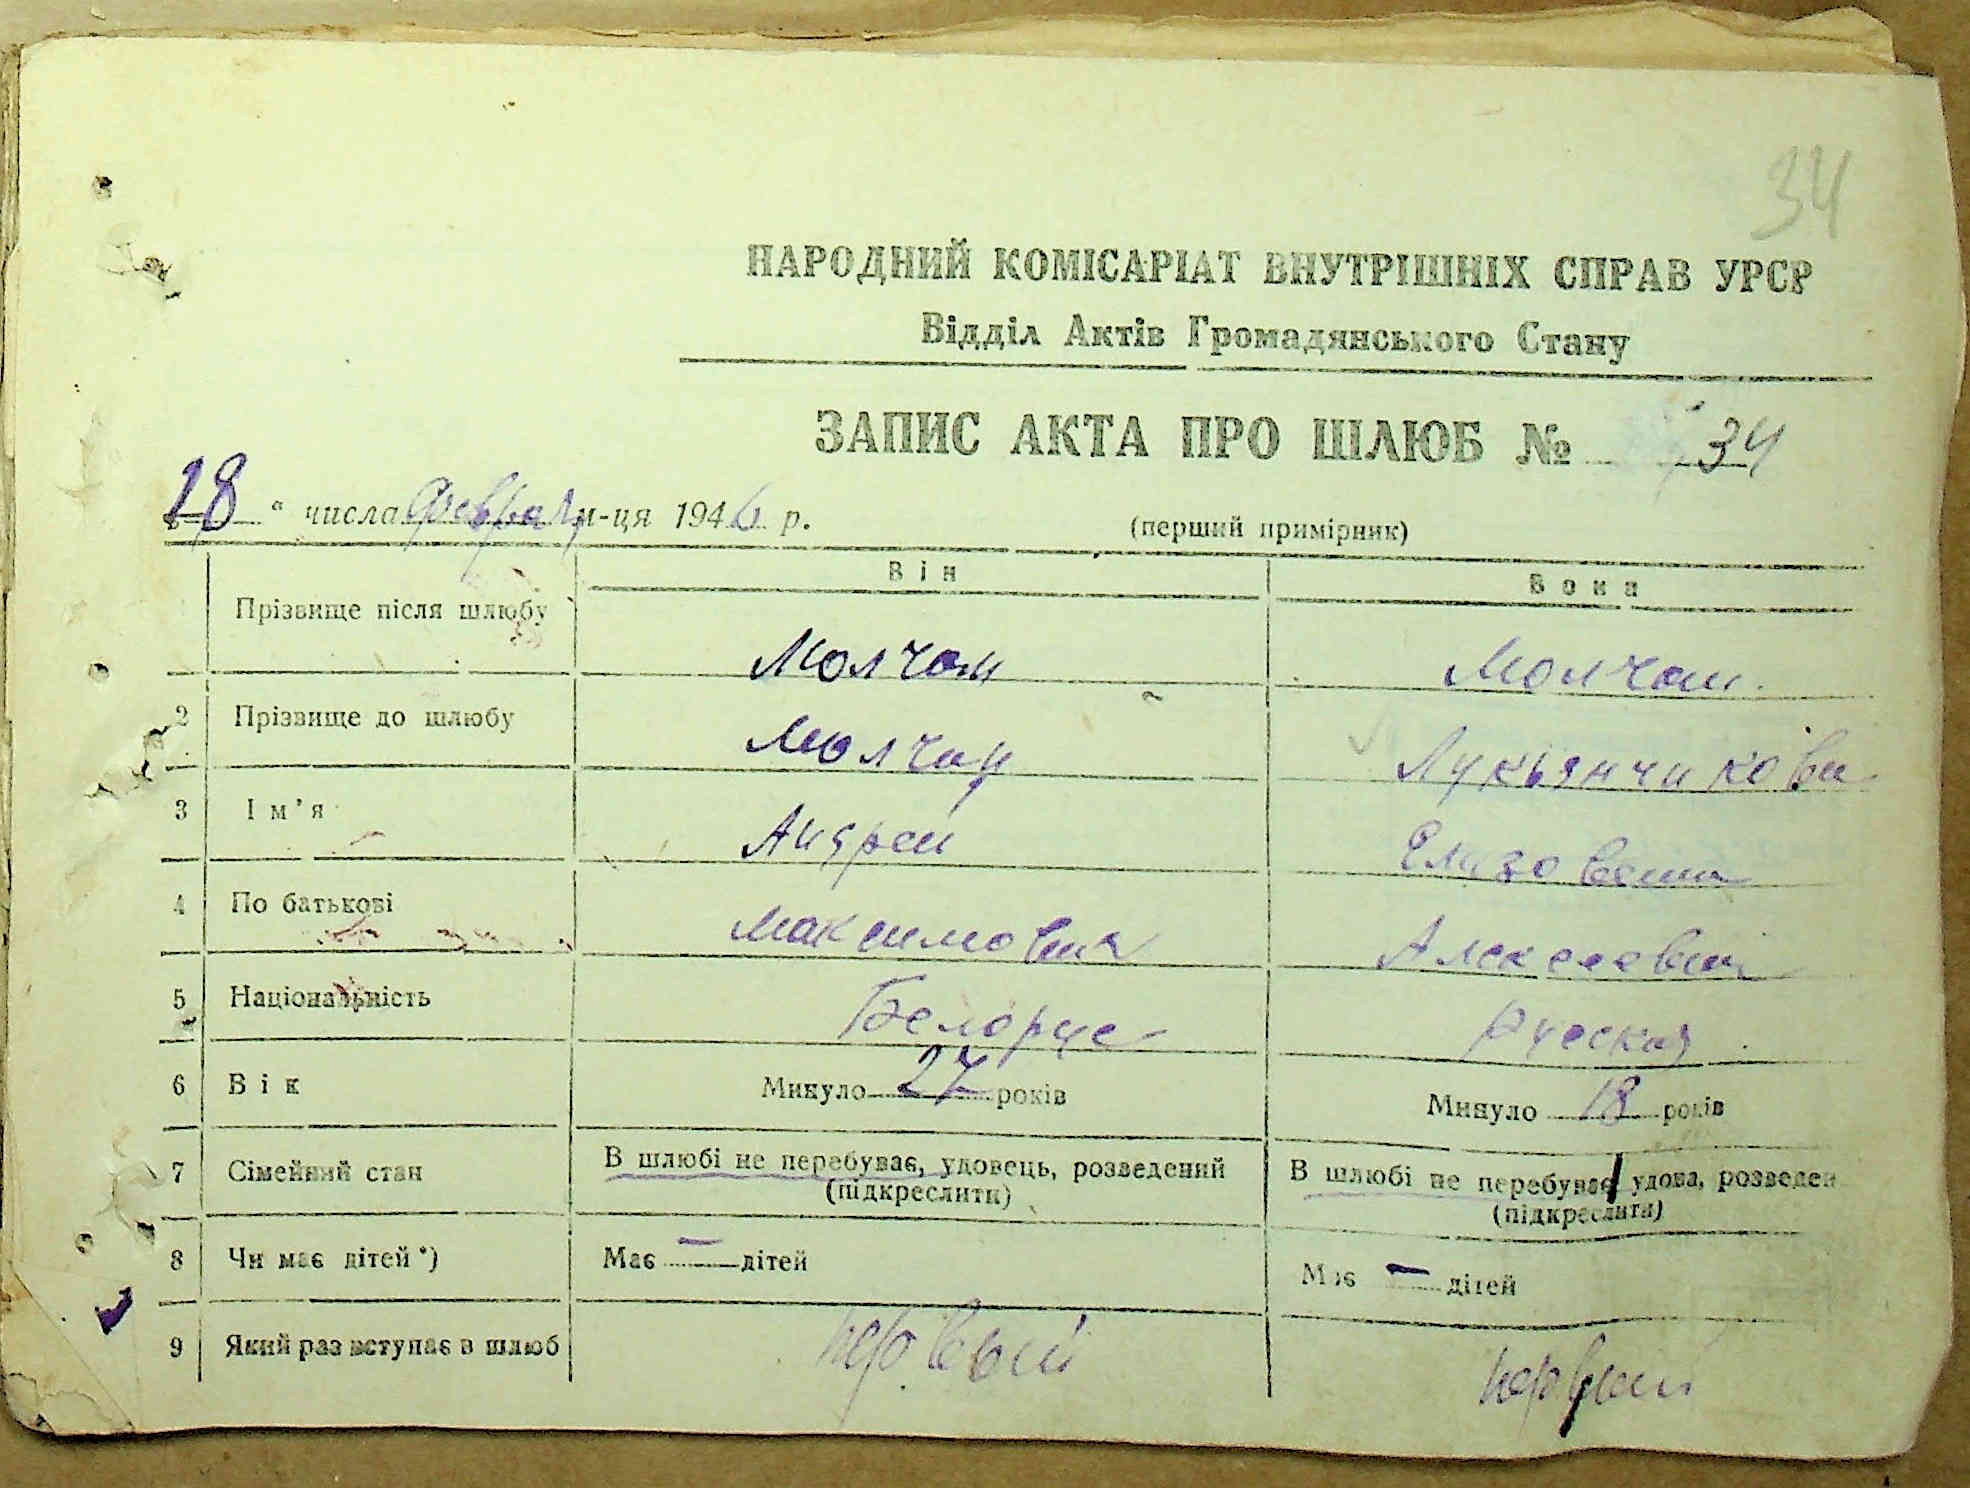 34
НАРОДНИЙ КОМІСАРІАТ ВНУТРІШНІХ СПРАВ УРСР
Відділ Актів Громадянського Стану
ЗАПИС АКТА ПРО ШЛЮБ № 34
18 " числа Февраля м-ця 1946 р. (перший примірник)
Він Вона
Прізвище після шлюбу Молчан Молчан
2 Прізвище до шлюбу Молчан Лукьянчикова
3 Ім'я Андрей Елизовета
4 По батькові Максимович Алексеевна
5 Національність Белорус Русская
6 Вік Минуло 27 років Минуло 18 років
7 Сімейний стан В шлюбі не перебуває, удовець, розведений В шлюбі не перебуває, удова, розведен
(підкреслити) (підкреслити)
8 Чи має дітей *) Має — дітей Має — дітей
9 Який раз вступає в шлюб первый первый